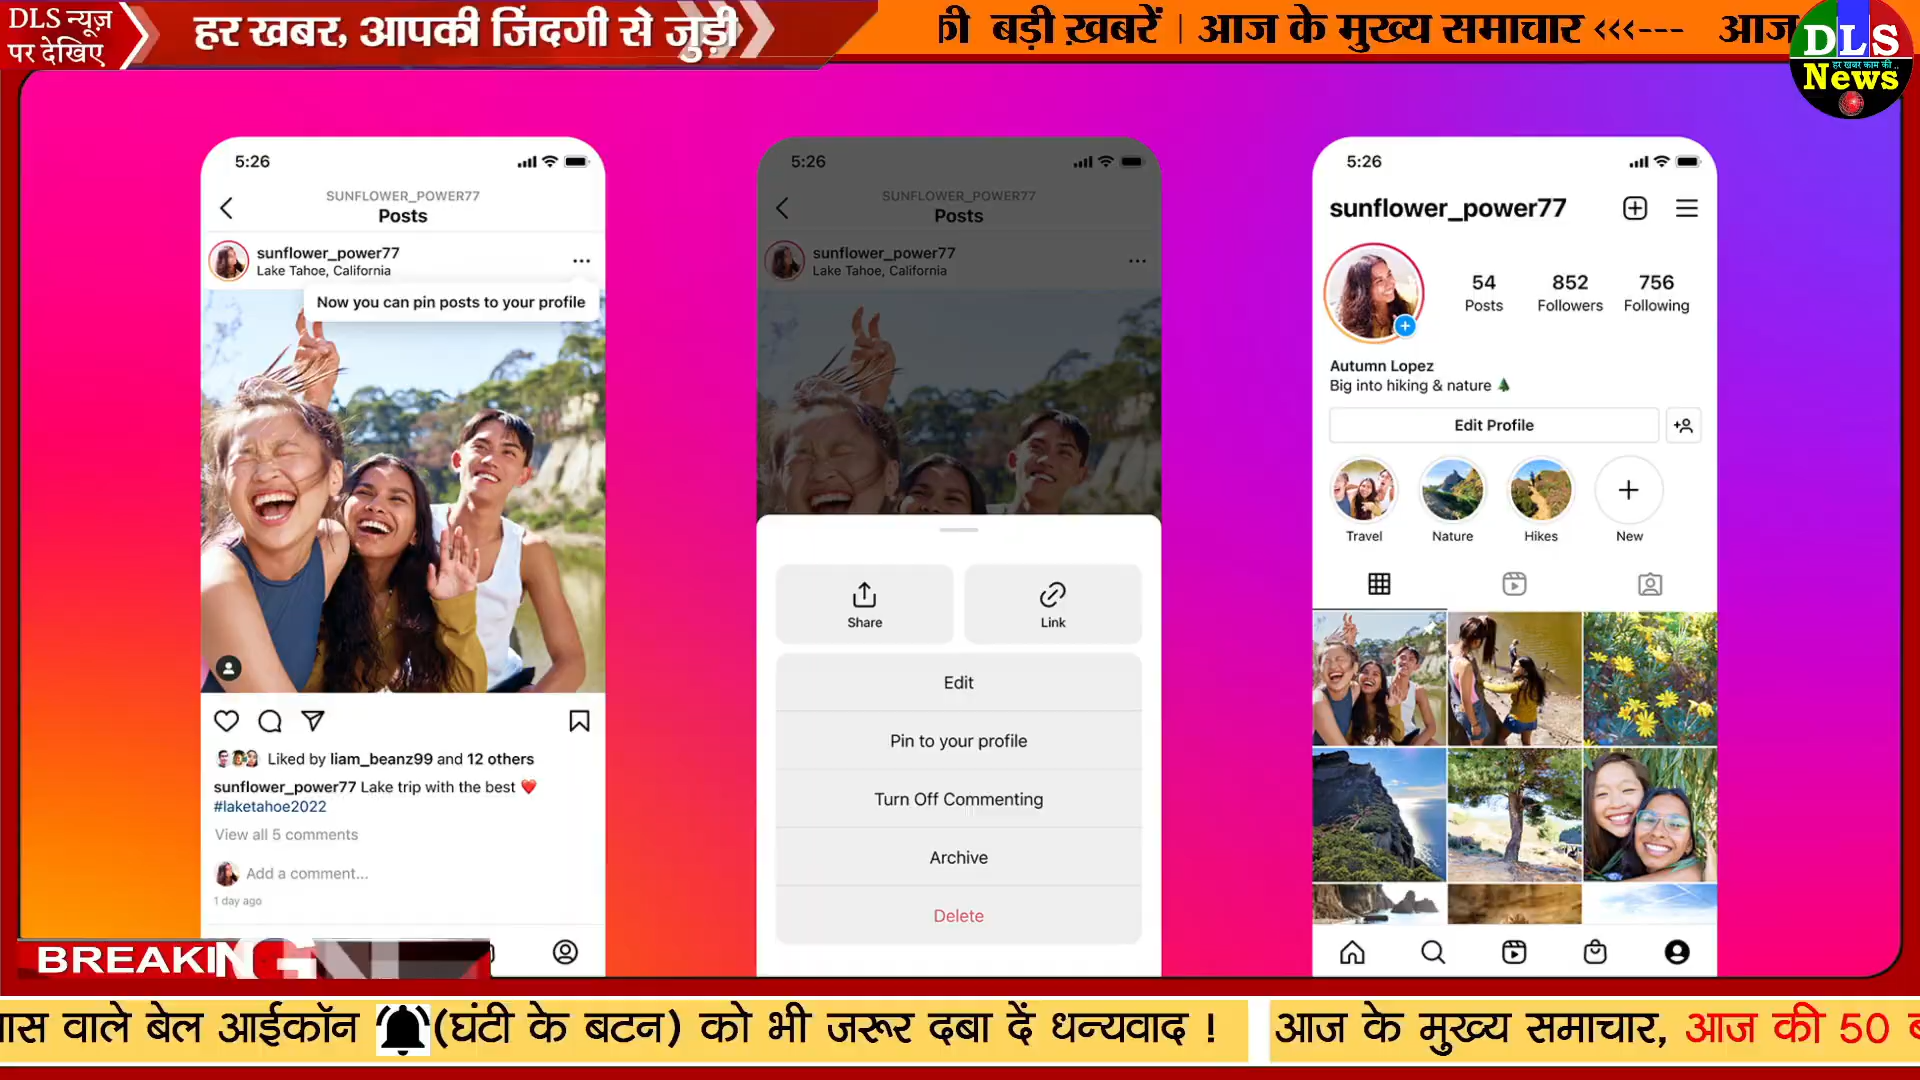 DLS न्यूज़
पर देखिए
हर खबर, आपकी जिंदगी से जुड़ी
की बड़ी ख़बरें | आज के मुख्य समाचार <<<--- आज
DLS
हर खबर काम की..
News
5:26
SUNFLOWER_POWER77
Posts
sunflower_power77
Lake Tahoe, California
Now you can pin posts to your profile
Liked by liam_beanz99 and 12 others
sunflower_power77 Lake trip with the best ❤️
#laketahoe2022
View all 5 comments
Add a comment...
1 day ago
5:26
SUNFLOWER_POWER77
Posts
sunflower_power77
Lake Tahoe, California
Share
Link
Edit
Pin to your profile
Turn Off Commenting
Archive
Delete
5:26
sunflower_power77
54 852 756
Posts Followers Following
Autumn Lopez
Big into hiking & nature 🌲
Edit Profile
Travel Nature Hikes New
BREAKING
वाले बेल आईकॉन 🔔(घंटी के बटन) को भी जरूर दबा दें धन्यवाद !
आज के मुख्य समाचार, आज की 50